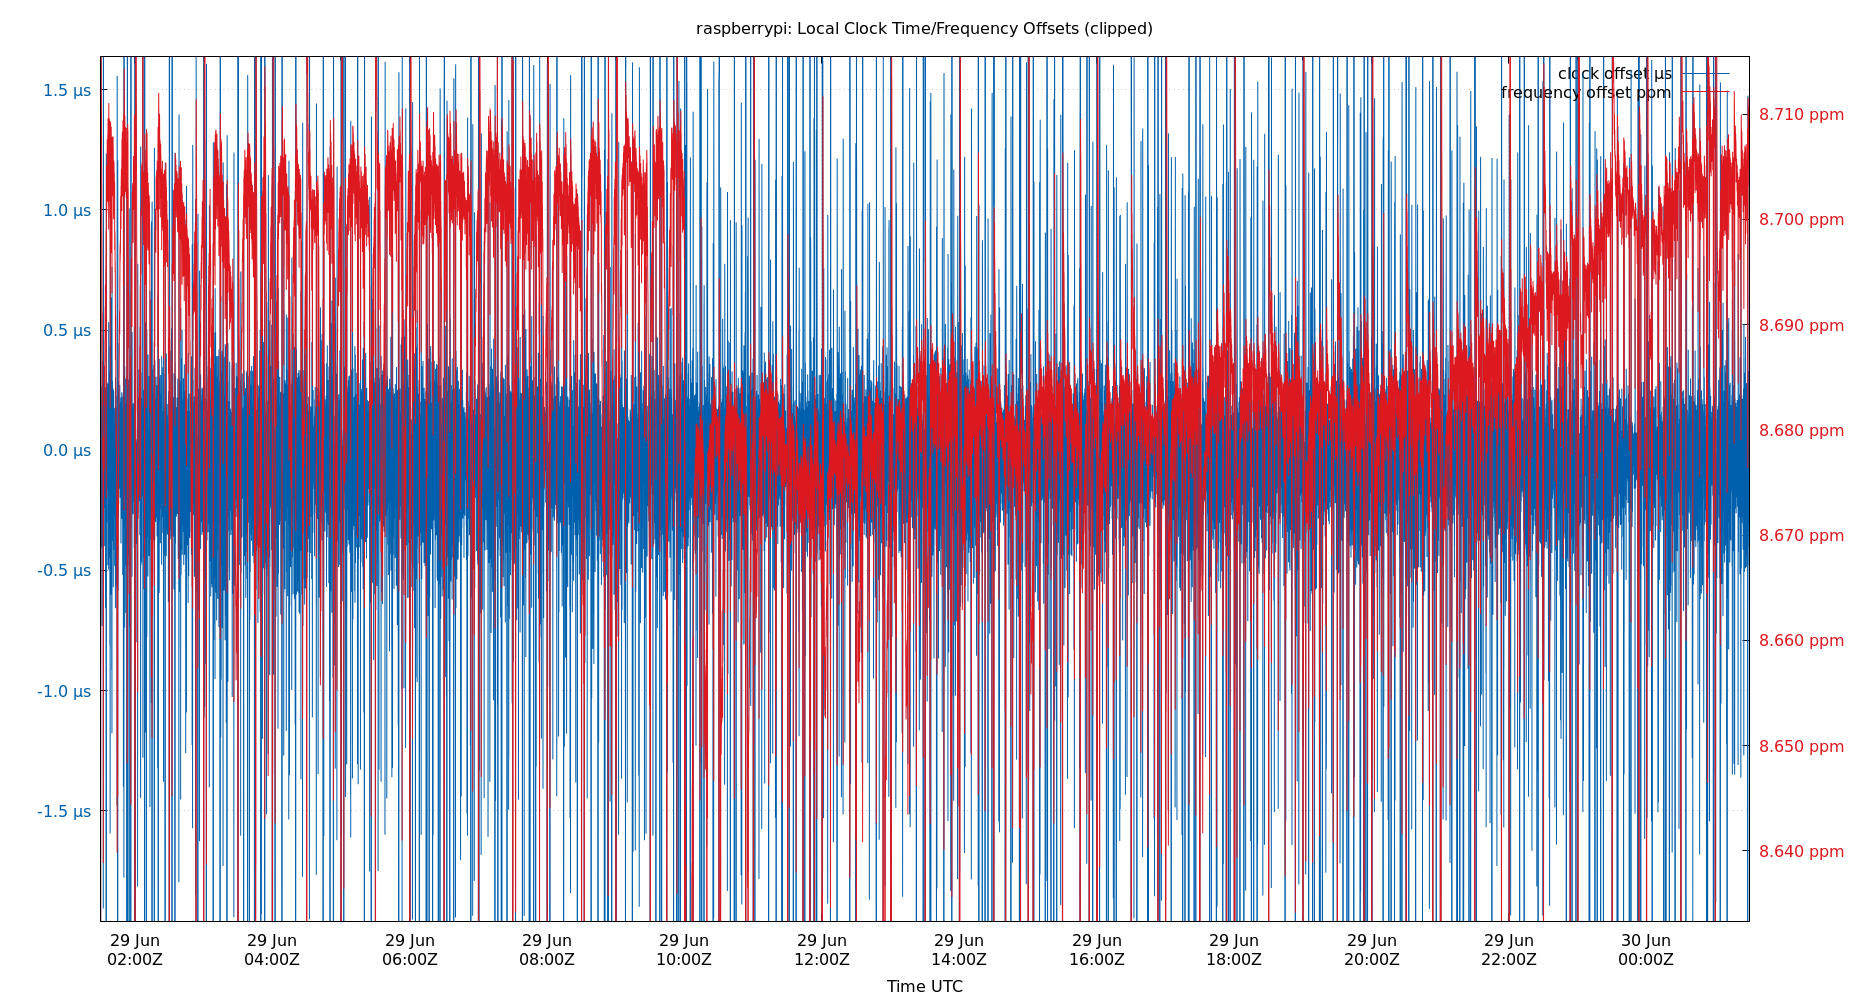 raspberrypi: Local Clock Time/Frequency Offsets (clipped)
clock offset µs
frequency offset ppm
1.5 µs
1.0 µs
0.5 µs
0.0 µs
-0.5 µs
-1.0 µs
-1.5 µs
8.710 ppm
8.700 ppm
8.690 ppm
8.680 ppm
8.670 ppm
8.660 ppm
8.650 ppm
8.640 ppm
29 Jun 29 Jun 29 Jun 29 Jun 29 Jun 29 Jun 29 Jun 29 Jun 29 Jun 29 Jun 29 Jun 30 Jun
02:00Z 04:00Z 06:00Z 08:00Z 10:00Z 12:00Z 14:00Z 16:00Z 18:00Z 20:00Z 22:00Z 00:00Z
Time UTC